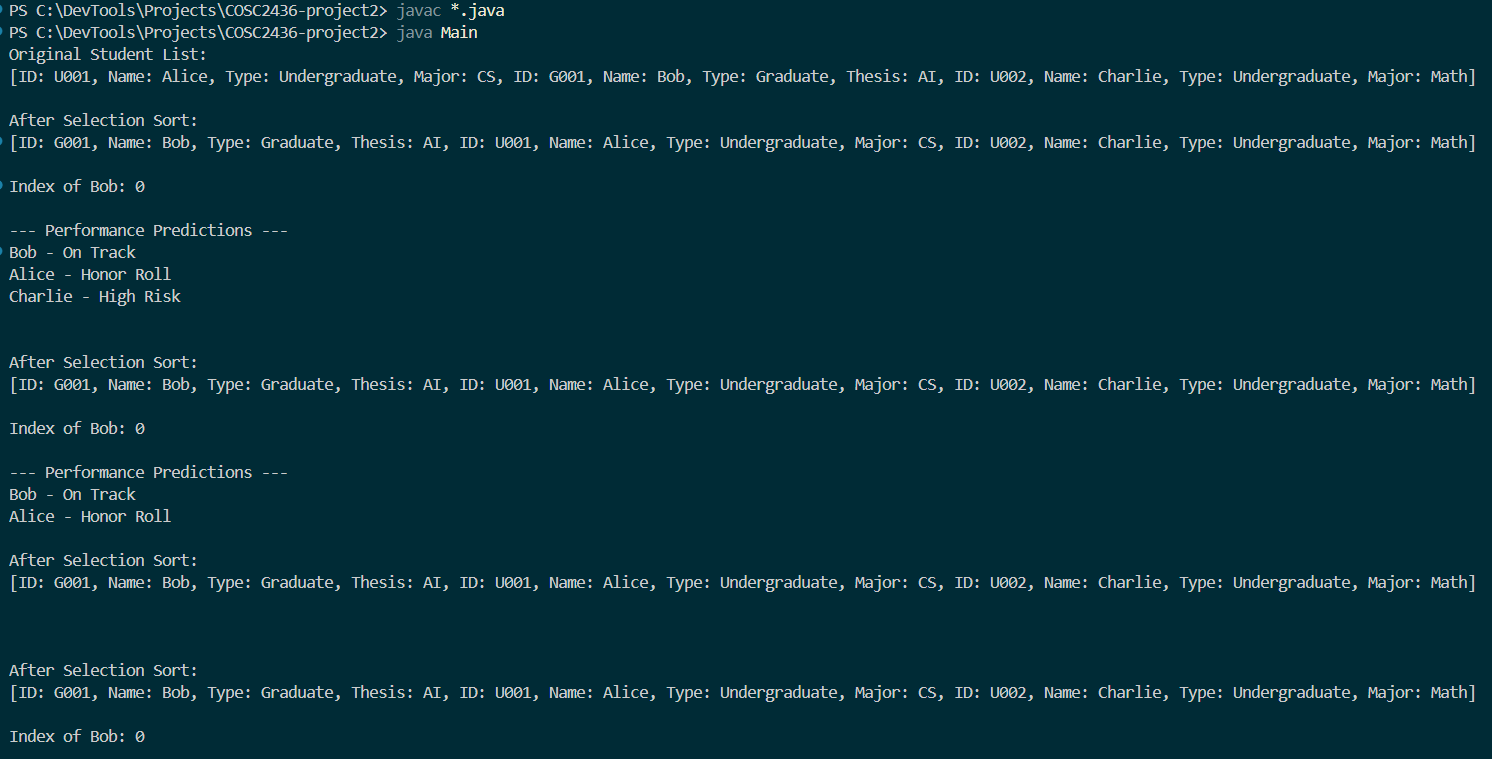 PS C:\DevTools\Projects\COSC2436-project2> javac *.java
PS C:\DevTools\Projects\COSC2436-project2> java Main
Original Student List:
[ID: U001, Name: Alice, Type: Undergraduate, Major: CS, ID: G001, Name: Bob, Type: Graduate, Thesis: AI, ID: U002, Name: Charlie, Type: Undergraduate, Major: Math]
After Selection Sort:
[ID: G001, Name: Bob, Type: Graduate, Thesis: AI, ID: U001, Name: Alice, Type: Undergraduate, Major: CS, ID: U002, Name: Charlie, Type: Undergraduate, Major: Math]
Index of Bob: 0
--- Performance Predictions ---
Bob - On Track
Alice - Honor Roll
Charlie - High Risk
After Selection Sort:
[ID: G001, Name: Bob, Type: Graduate, Thesis: AI, ID: U001, Name: Alice, Type: Undergraduate, Major: CS, ID: U002, Name: Charlie, Type: Undergraduate, Major: Math]
Index of Bob: 0
--- Performance Predictions ---
Bob - On Track
Alice - Honor Roll
After Selection Sort:
[ID: G001, Name: Bob, Type: Graduate, Thesis: AI, ID: U001, Name: Alice, Type: Undergraduate, Major: CS, ID: U002, Name: Charlie, Type: Undergraduate, Major: Math]
After Selection Sort:
[ID: G001, Name: Bob, Type: Graduate, Thesis: AI, ID: U001, Name: Alice, Type: Undergraduate, Major: CS, ID: U002, Name: Charlie, Type: Undergraduate, Major: Math]
Index of Bob: 0